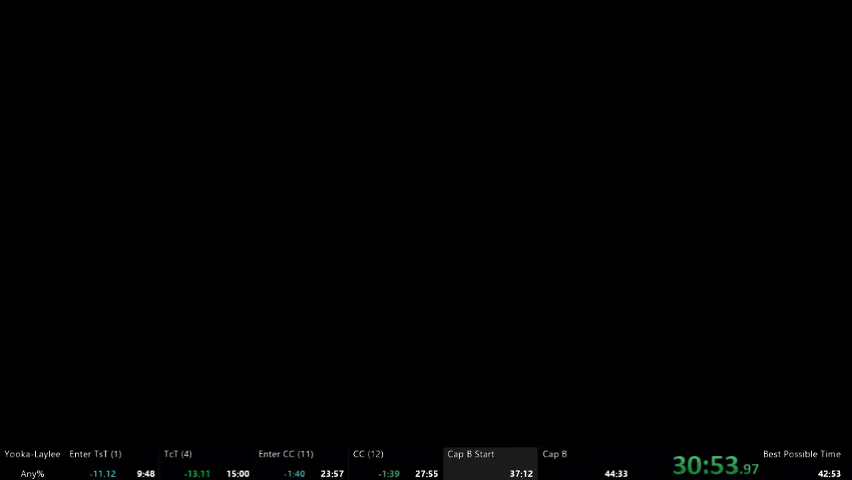 Yooka-Laylee Enter TsT (1) TcT (4) Enter CC (11) CC (12) Cap B Start Cap B 30:53.97 Best Possible Time
Any% -11.12 9:48 -13.11 15:00 -1:40 23:57 -1:39 27:55 37:12 44:33 42:53